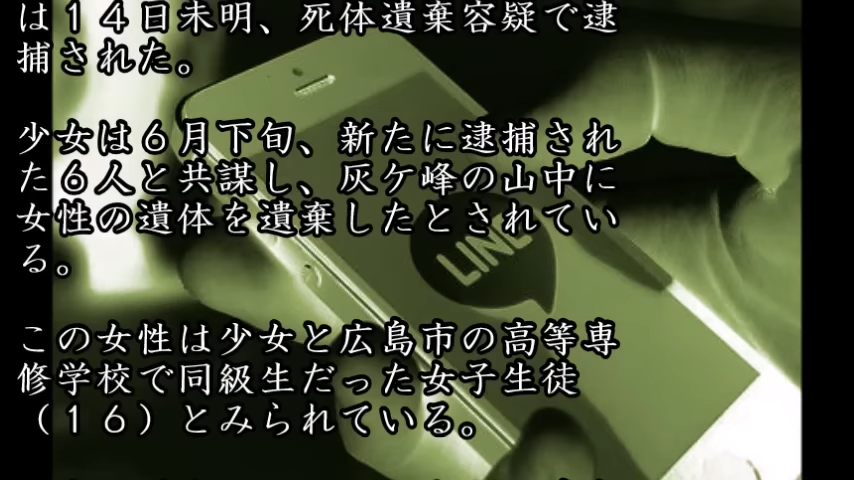 は１４日未明、死体遺棄容疑で逮
捕された。
少女は６月下旬、新たに逮捕され
た６人と共謀し、灰ケ峰の山中に
女性の遺体を遺棄したとされてい
る。
LINE
この女性は少女と広島市の高等専
修学校で同級生だった女子生徒
（１６）とみられている。